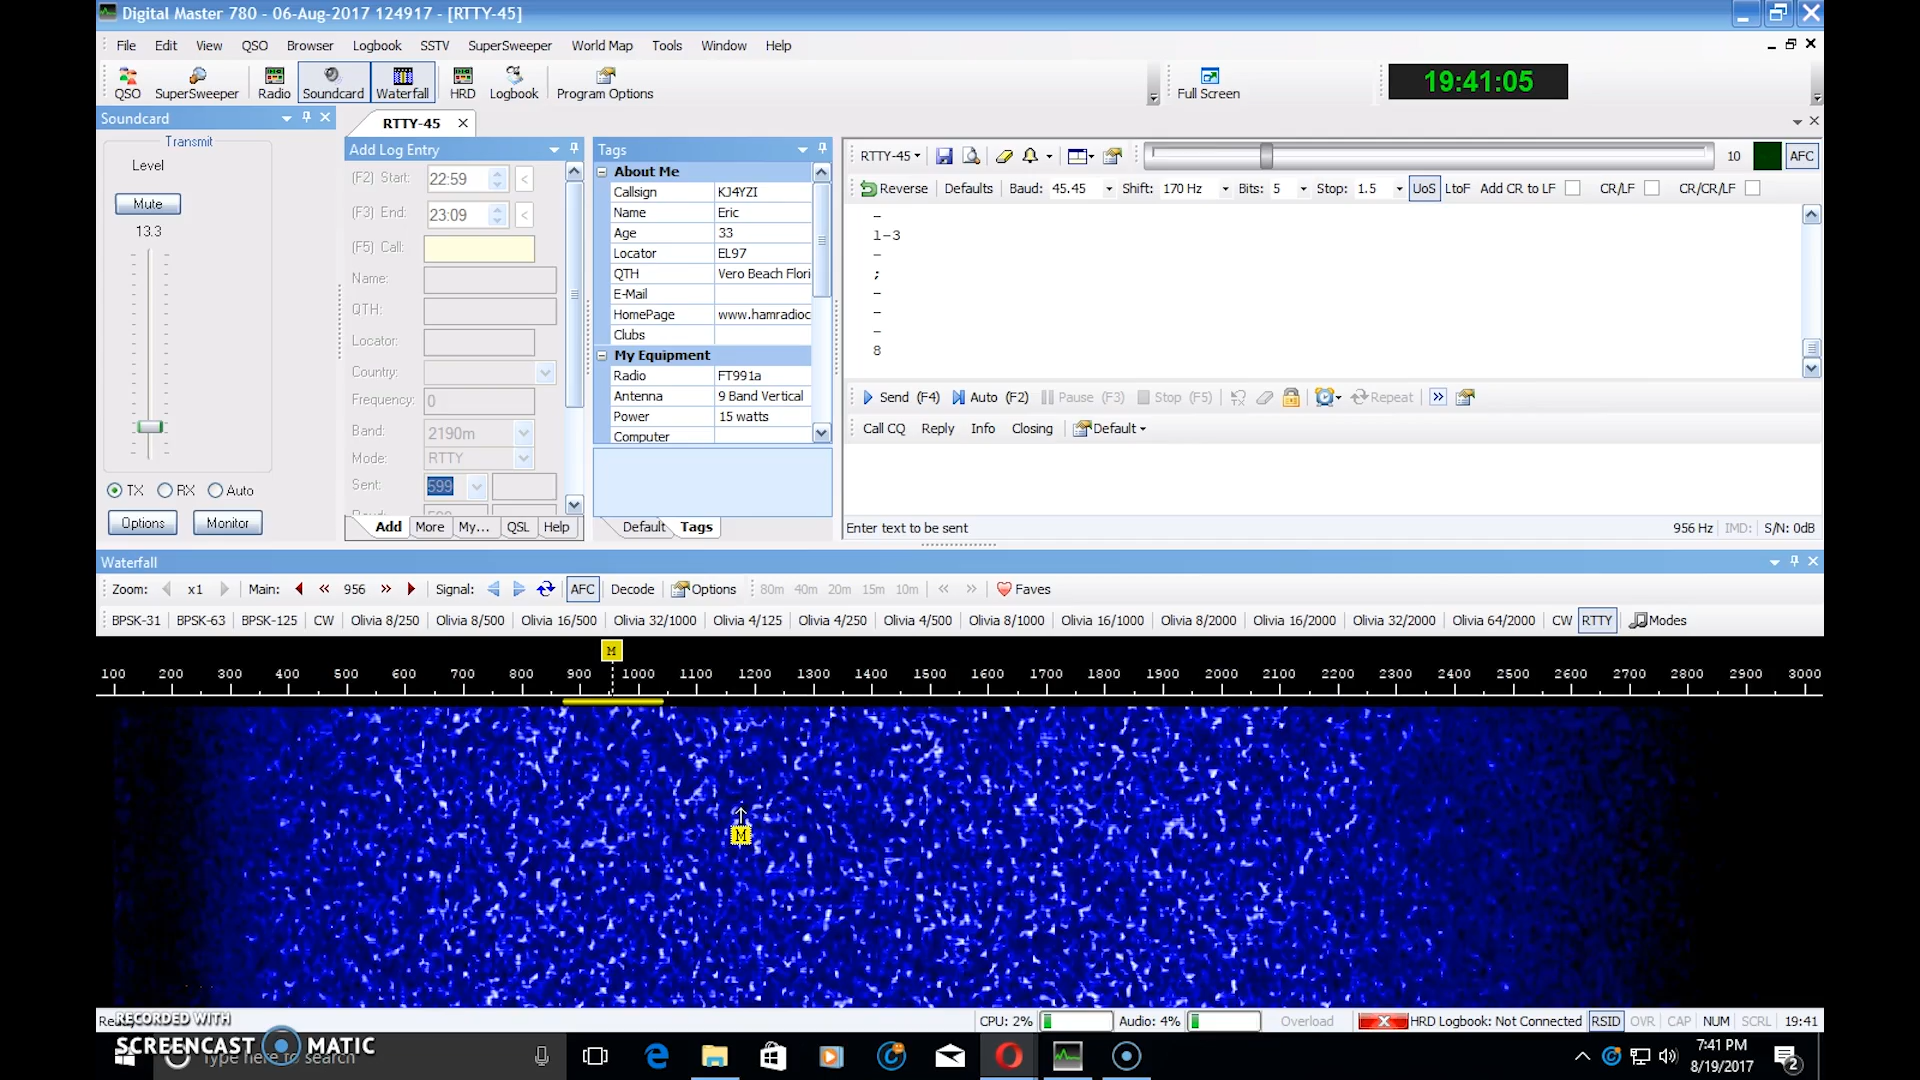 Digital Master 780 - 06-Aug-2017 124917 - [RTTY-45]
File Edit View QSO Browser Logbook SSTV SuperSweeper World Map Tools Window Help
QSO SuperSweeper Radio Soundcard Waterfall HRD Logbook Program Options Full Screen 19:41:05
Soundcard
Transmit
Level
Mute
13.3
TX RX Auto
Options Monitor
RTTY-45
Add Log Entry
(F2) Start: 22:59 <
(F3) End: 23:09 <
(F5) Call:
Name:
QTH:
Locator:
Country:
Frequency: 0
Band: 2190m
Mode: RTTY
Sent: 599
Add More My... QSL Help
Tags
About Me
Callsign KJ4YZI
Name Eric
Age 33
Locator EL97
QTH Vero Beach Flori
E-Mail
HomePage www.hamradioc
Clubs
My Equipment
Radio FT991a
Antenna 9 Band Vertical
Power 15 watts
Computer
Default Tags
RTTY-45 10 AFC
Reverse Defaults Baud: 45.45 Shift: 170 Hz Bits: 5 Stop: 1.5 UoS LtoF Add CR to LF CR/LF CR/CR/LF
-
1-3
-
;
-
-
-
8
Send (F4) Auto (F2) Pause (F3) Stop (F5) Repeat »
Call CQ Reply Info Closing Default
Enter text to be sent 956 Hz IMD: S/N: 0dB
Waterfall
Zoom: x1 Main: « 956 » Signal: AFC Decode Options 80m 40m 20m 15m 10m « » Faves
BPSK-31 BPSK-63 BPSK-125 CW Olivia 8/250 Olivia 8/500 Olivia 16/500 Olivia 32/1000 Olivia 4/125 Olivia 4/250 Olivia 4/500 Olivia 8/1000 Olivia 16/1000 Olivia 8/2000 Olivia 16/2000 Olivia 32/2000 Olivia 64/2000 CW RTTY Modes
M
100 200 300 400 500 600 700 800 900 1000 1100 1200 1300 1400 1500 1600 1700 1800 1900 2000 2100 2200 2300 2400 2500 2600 2700 2800 2900 3000
M
CPU: 2% Audio: 4% Overload HRD Logbook: Not Connected RSID OVR CAP NUM SCRL 19:41
RECORDED WITH
SCREENCAST MATIC
Type here to search
7:41 PM
8/19/2017
2